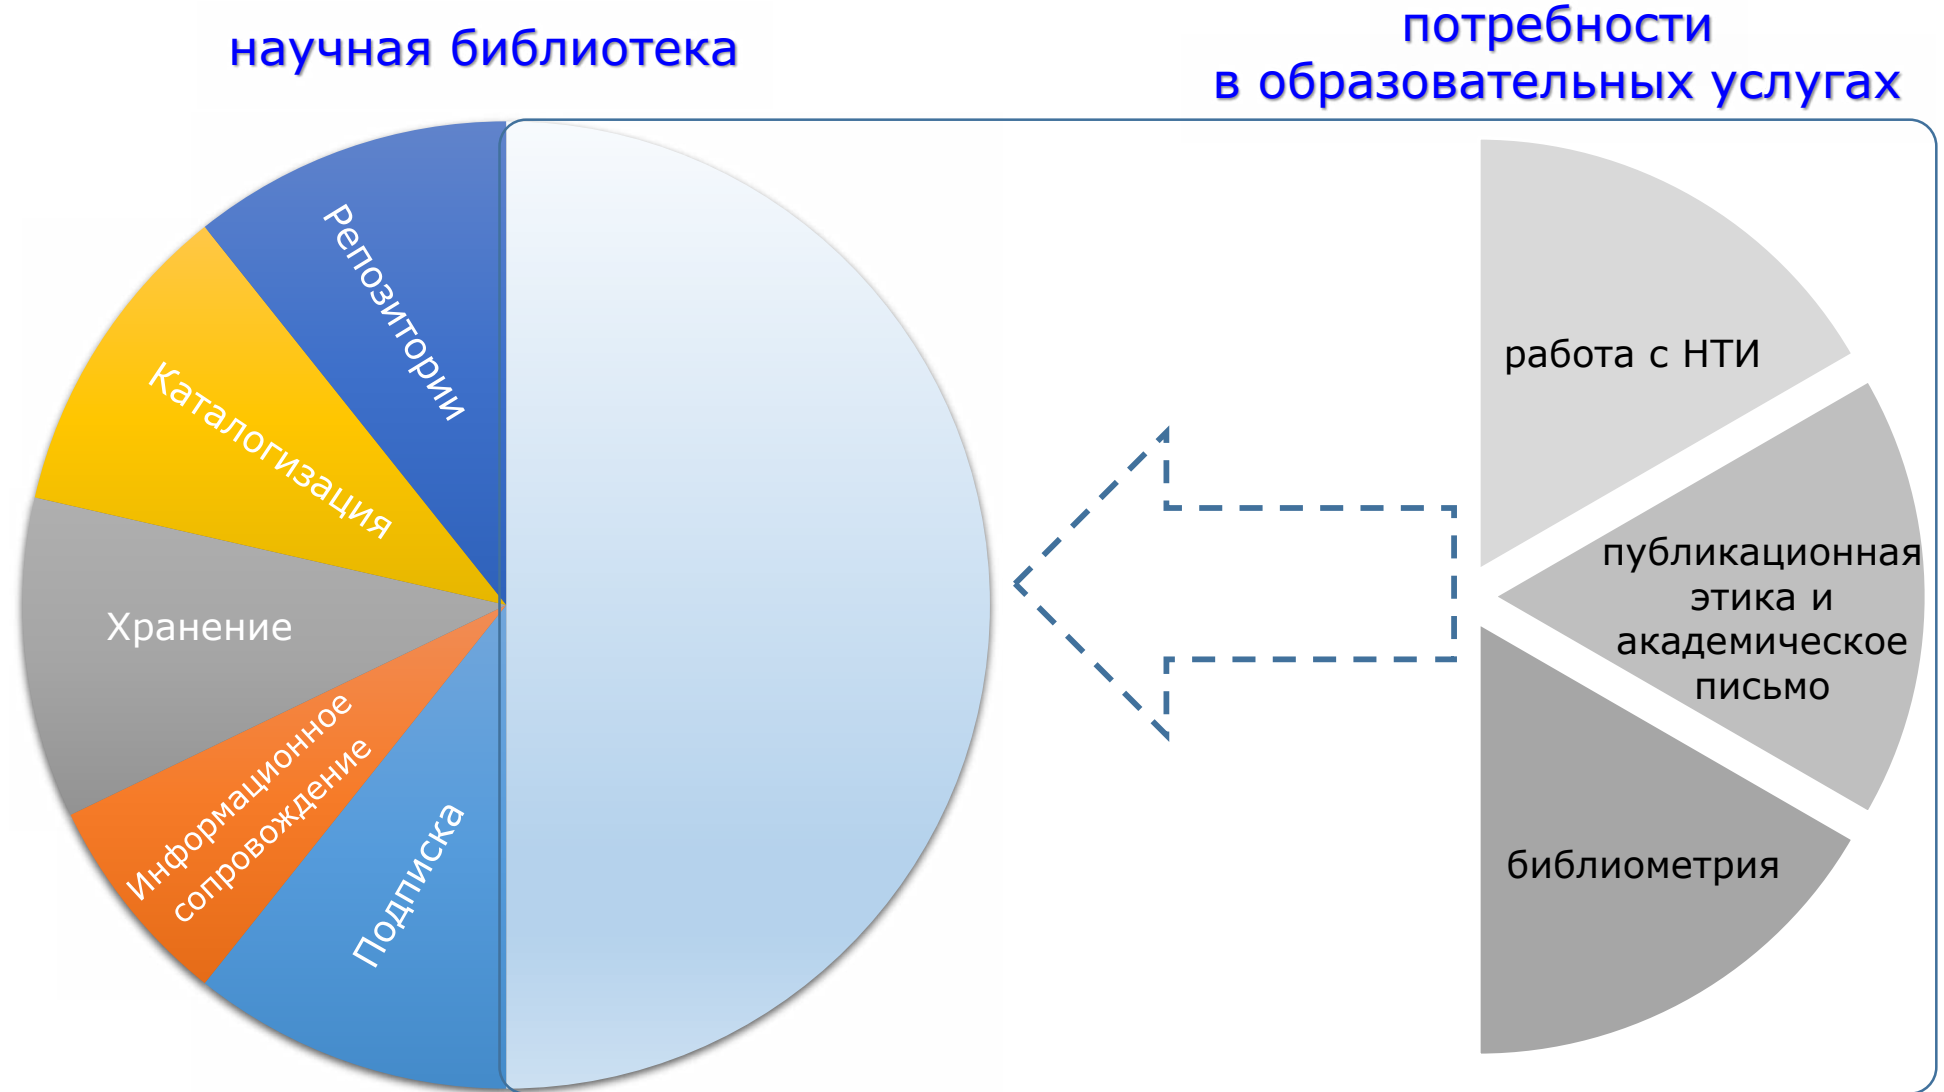 научная библиотека
потребности
в образовательных услугах
Репозитории
Каталогизация
Хранение
Информационное
сопровождение
Подписка
работа с НТИ
публикационная
этика и
академическое
письмо
библиометрия